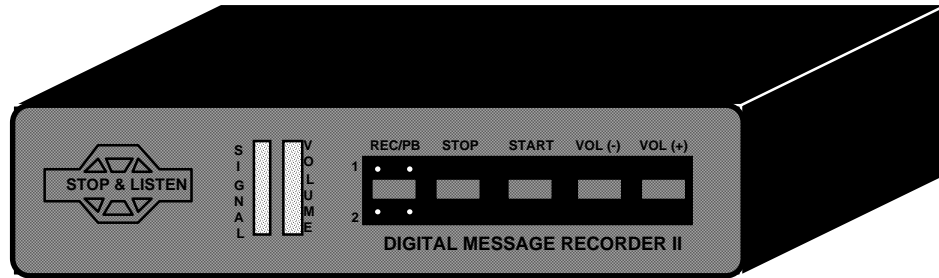 STOP & LISTEN
SIGNAL
VOLUME
REC/PB STOP START VOL (-) VOL (+)
1
2
DIGITAL MESSAGE RECORDER II